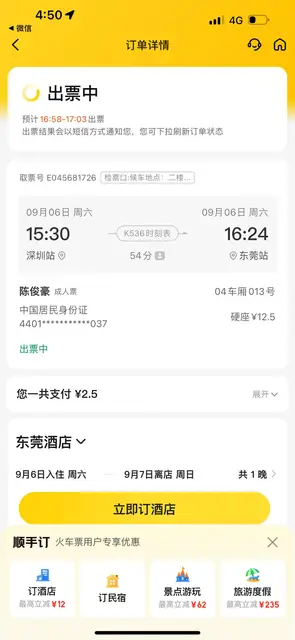 4:50
4G
微信
订单详情
出票中
预计 16:58-17:03出票
出票结果会以短信方式通知您，您可下拉刷新订单状态
取票号 E045681726 检票口:候车地点：二楼...
09月06日 周六 09月06日 周六
15:30 K536时刻表 16:24
深圳站 54分 东莞站
陈俊豪 成人票 04车厢013号
中国居民身份证 硬座 ¥12.5
4401***********037
出票中
您一共支付 ¥2.5 展开
东莞酒店
9月6日入住 周六 9月7日离店 周日 共1晚
立即订酒店
顺手订 火车票用户专享优惠
订酒店 订民宿 景点游玩 旅游度假
最高立减¥12 最高立减¥62 最高立减¥235